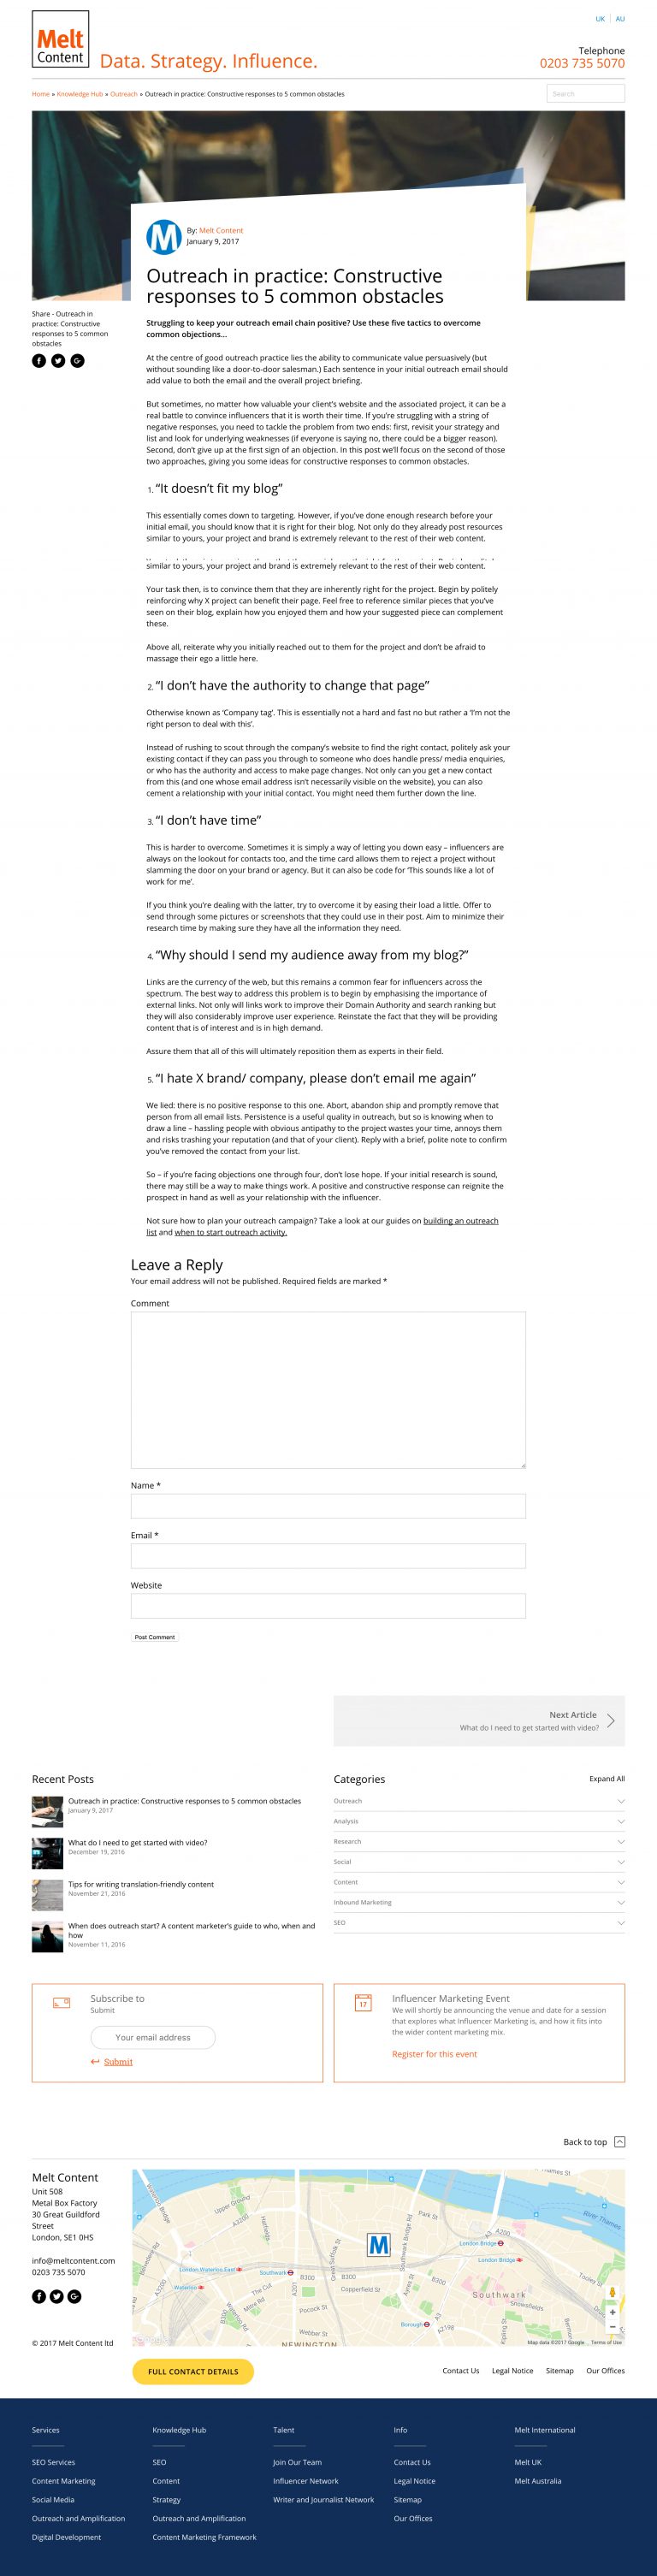 Melt
Content
Data. Strategy. Influence.
UK | AU
Telephone
0203 735 5070
Home » Knowledge Hub » Outreach » Outreach in practice: Constructive responses to 5 common obstacles
Search
By: Melt Content
January 9, 2017
Outreach in practice: Constructive
responses to 5 common obstacles
Share - Outreach in
practice: Constructive
responses to 5 common
obstacles
Struggling to keep your outreach email chain positive? Use these five tactics to overcome
common objections...
At the centre of good outreach practice lies the ability to communicate value persuasively (but
without sounding like a door-to-door salesman.) Each sentence in your initial outreach email should
add value to both the email and the overall project briefing.
But sometimes, no matter how valuable your client's website and the associated project, it can be a
real battle to convince influencers that it is worth their time. If you're struggling with a string of
negative responses, you need to tackle the problem from two ends: first, revisit your strategy and
list and look for underlying weaknesses (if everyone is saying no, there could be a bigger reason).
Second, don't give up at the first sign of an objection. In this post we'll focus on the second of those
two approaches, giving you some ideas for constructive responses to common obstacles.
1. “It doesn’t fit my blog”
This essentially comes down to targeting. However, if you've done enough research before your
initial email, you should know that it is right for their blog. Not only do they already post resources
similar to yours, your project and brand is extremely relevant to the rest of their web content.
similar to yours, your project and brand is extremely relevant to the rest of their web content.
Your task then, is to convince them that they are inherently right for the project. Begin by politely
reinforcing why X project can benefit their page. Feel free to reference similar pieces that you've
seen on their blog, explain how you enjoyed them and how your suggested piece can complement
these.
Above all, reiterate why you initially reached out to them for the project and don't be afraid to
massage their ego a little here.
2. “I don’t have the authority to change that page”
Otherwise known as ‘Company tag’. This is essentially not a hard and fast no but rather a ‘I’m not the
right person to deal with this’.
Instead of rushing to scout through the company's website to find the right contact, politely ask your
existing contact if they can pass you through to someone who does handle press/ media enquiries,
or who has the authority and access to make page changes. Not only can you get a new contact
from this (and one whose email address isn't necessarily visible on the website), you can also
cement a relationship with your initial contact. You might need them further down the line.
3. “I don’t have time”
This is harder to overcome. Sometimes it is simply a way of letting you down easy – influencers are
always on the lookout for contacts too, and the time card allows them to reject a project without
slamming the door on your brand or agency. But it can also be code for ‘This sounds like a lot of
work for me’.
If you think you're dealing with the latter, try to overcome it by easing their load a little. Offer to
send through some pictures or screenshots that they could use in their post. Aim to minimize their
research time by making sure they have all the information they need.
4. “Why should I send my audience away from my blog?”
Links are the currency of the web, but this remains a common fear for influencers across the
spectrum. The best way to address this problem is to begin by emphasising the importance of
external links. Not only will links work to improve their Domain Authority and search ranking but
they will also considerably improve user experience. Reinstate the fact that they will be providing
content that is of interest and is in high demand.
Assure them that all of this will ultimately reposition them as experts in their field.
5. “I hate X brand/ company, please don’t email me again”
We lied: there is no positive response to this one. Abort, abandon ship and promptly remove that
person from all email lists. Persistence is a useful quality in outreach, but so is knowing when to
draw a line – hassling people with obvious antipathy to the project wastes your time, annoys them
and risks trashing your reputation (and that of your client). Reply with a brief, polite note to confirm
you've removed the contact from your list.
So – if you're facing objections one through four, don't lose hope. If your initial research is sound,
there may still be a way to make things work. A positive and constructive response can reignite the
prospect in hand as well as your relationship with the influencer.
Not sure how to plan your outreach campaign? Take a look at our guides on building an outreach
list and when to start outreach activity.
Leave a Reply
Your email address will not be published. Required fields are marked *
Comment
Name *
Email *
Website
Post Comment
Next Article
What do I need to get started with video?
Recent Posts
Outreach in practice: Constructive responses to 5 common obstacles
January 9, 2017
What do I need to get started with video?
December 19, 2016
Tips for writing translation-friendly content
November 21, 2016
When does outreach start? A content marketer's guide to who, when and
how
November 11, 2016
Categories
Expand All
Outreach
Analysis
Research
Social
Content
Inbound Marketing
SEO
Subscribe to
Submit
Your email address
Submit
17
Influencer Marketing Event
We will shortly be announcing the venue and date for a session
that explores what Influencer Marketing is, and how it fits into
the wider content marketing mix.
Register for this event
Back to top
Melt Content
Unit 508
Metal Box Factory
30 Great Guildford
Street
London, SE1 0HS
info@meltcontent.com
0203 735 5070
© 2017 Melt Content ltd
Waterloo Bridge
Upper Ground
A3200
Hatfields
Park St
River Thames
London Bridge
London Bridge
London Waterloo East
Southwark
B300
B300
Great Suffolk St
Southwark Bridge Rd
A3200
Waterloo
The Cut
A201
Copperfield St
Southwark
Tooley St
Snowsfields
Pocock St
Borough
A2198
NEWINGTON
Map data ©2017 Google
Terms of Use
FULL CONTACT DETAILS
Contact Us
Legal Notice
Sitemap
Our Offices
Services
SEO Services
Content Marketing
Social Media
Outreach and Amplification
Digital Development
Knowledge Hub
SEO
Content
Strategy
Outreach and Amplification
Content Marketing Framework
Talent
Join Our Team
Influencer Network
Writer and Journalist Network
Info
Contact Us
Legal Notice
Sitemap
Our Offices
Melt International
Melt UK
Melt Australia